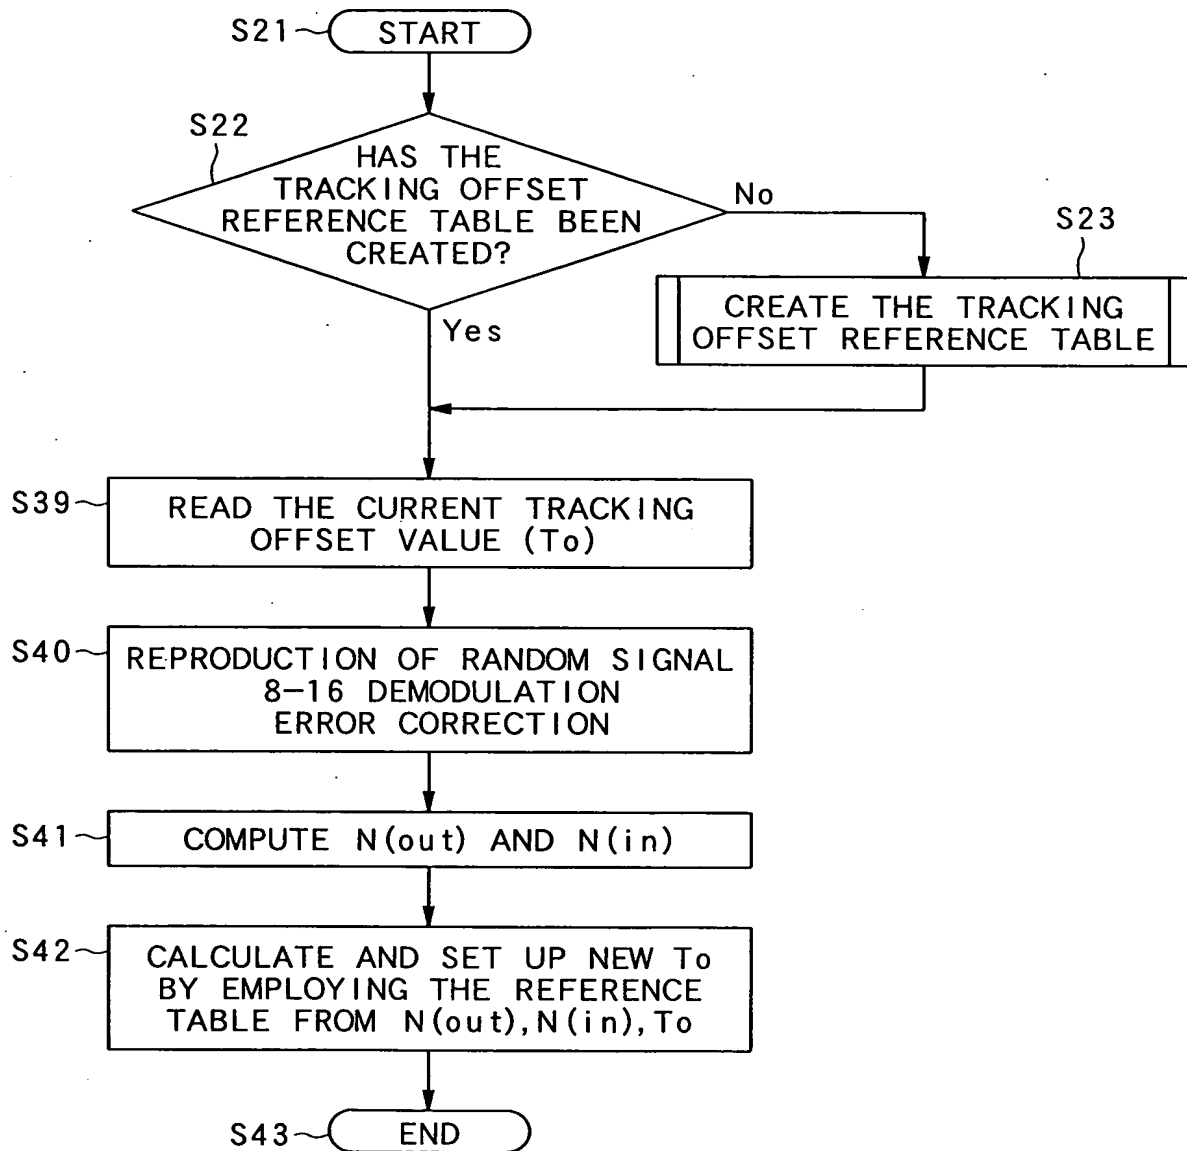 S21
START
S22
HAS THE
TRACKING OFFSET
REFERENCE TABLE BEEN
CREATED?
No
S23
CREATE THE TRACKING
OFFSET REFERENCE TABLE
Yes
S39
READ THE CURRENT TRACKING
OFFSET VALUE (To)
S40
REPRODUCTION OF RANDOM SIGNAL
8-16 DEMODULATION
ERROR CORRECTION
S41
COMPUTE N(out) AND N(in)
S42
CALCULATE AND SET UP NEW To
BY EMPLOYING THE REFERENCE
TABLE FROM N(out), N(in), To
S43
END